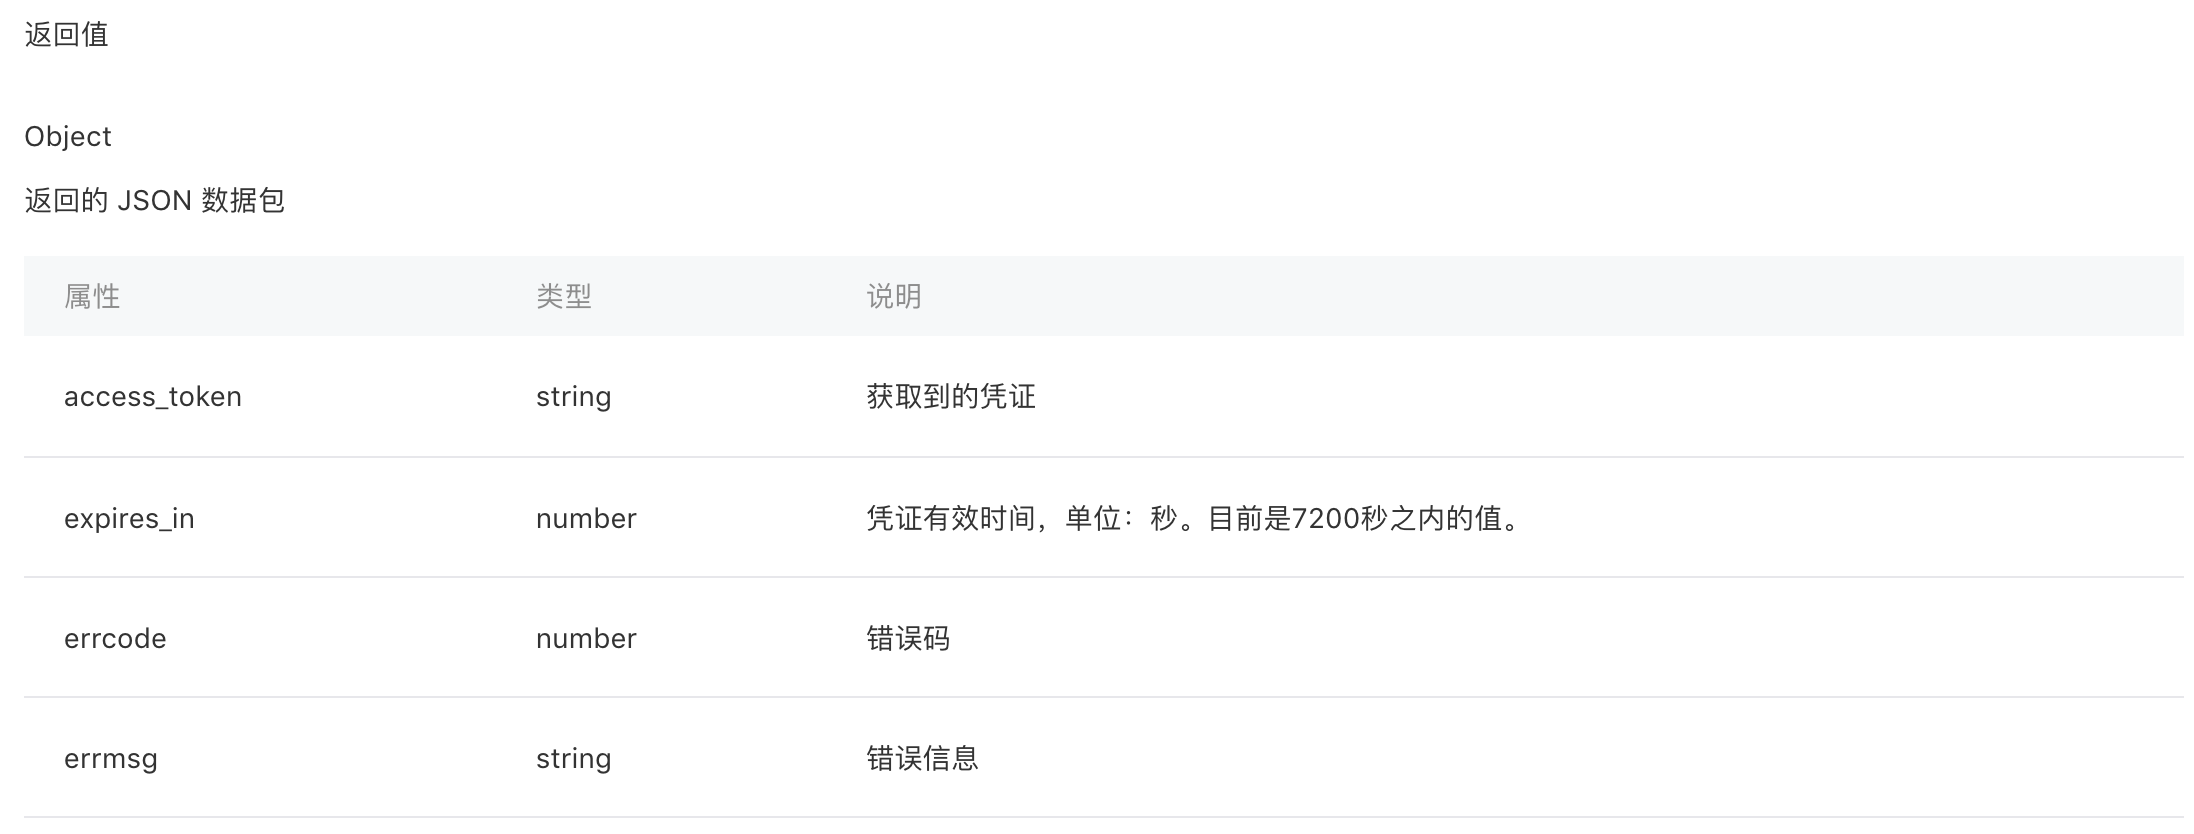 返回值
Object
返回的 JSON 数据包
属性 类型 说明
access_token string 获取到的凭证
expires_in number 凭证有效时间，单位：秒。目前是7200秒之内的值。
errcode number 错误码
errmsg string 错误信息